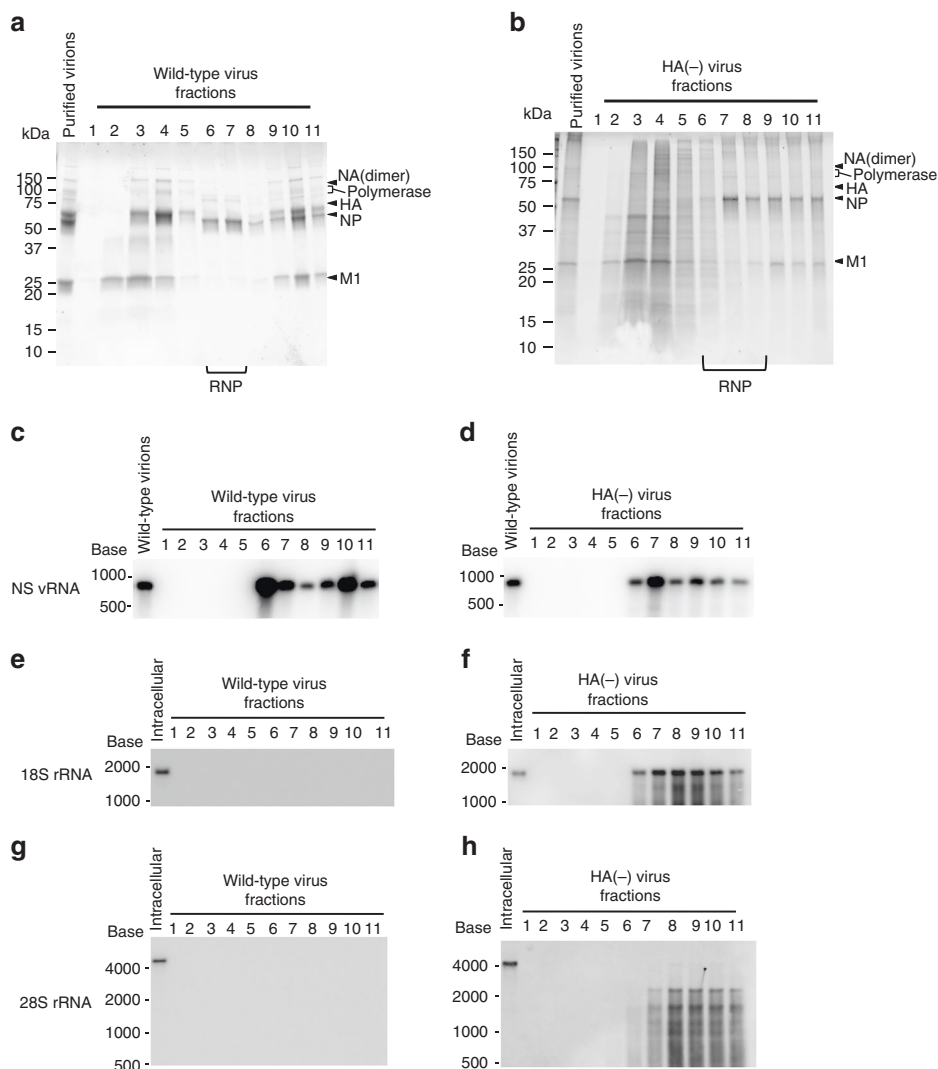 a
Wild-type virus
fractions
Purified virions
kDa
1 2 3 4 5 6 7 8 9 10 11
150
100
75
50
37
25
20
15
10
NA(dimer)
Polymerase
HA
NP
M1
RNP
b
HA(–) virus
fractions
Purified virions
kDa
1 2 3 4 5 6 7 8 9 10 11
150
100
75
50
37
25
20
15
10
NA(dimer)
Polymerase
HA
NP
M1
RNP
c
Wild-type virions
Wild-type virus
fractions
1 2 3 4 5 6 7 8 9 10 11
Base
NS vRNA
1000
500
d
Wild-type virions
HA(–) virus
fractions
1 2 3 4 5 6 7 8 9 10 11
Base
1000
500
e
Intracellular
Wild-type virus
fractions
1 2 3 4 5 6 7 8 9 10 11
Base
18S rRNA
2000
1000
f
Intracellular
HA(–) virus
fractions
1 2 3 4 5 6 7 8 9 10 11
Base
2000
1000
g
Intracellular
Wild-type virus
fractions
1 2 3 4 5 6 7 8 9 10 11
Base
28S rRNA
4000
2000
1000
500
h
Intracellular
HA(–) virus
fractions
1 2 3 4 5 6 7 8 9 10 11
Base
4000
2000
1000
500